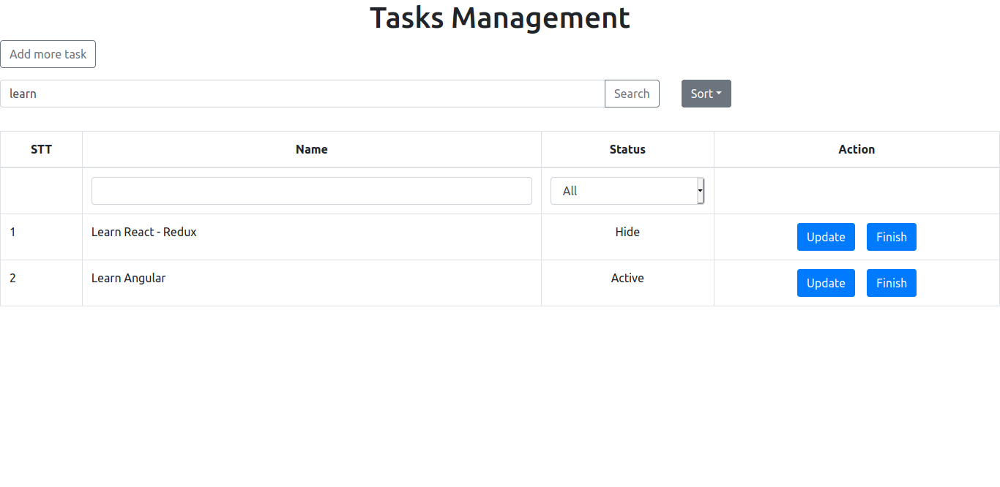 Tasks Management
Add more task
learn Search Sort
STT Name Status Action
All
1 Learn React - Redux Hide Update Finish
2 Learn Angular Active Update Finish